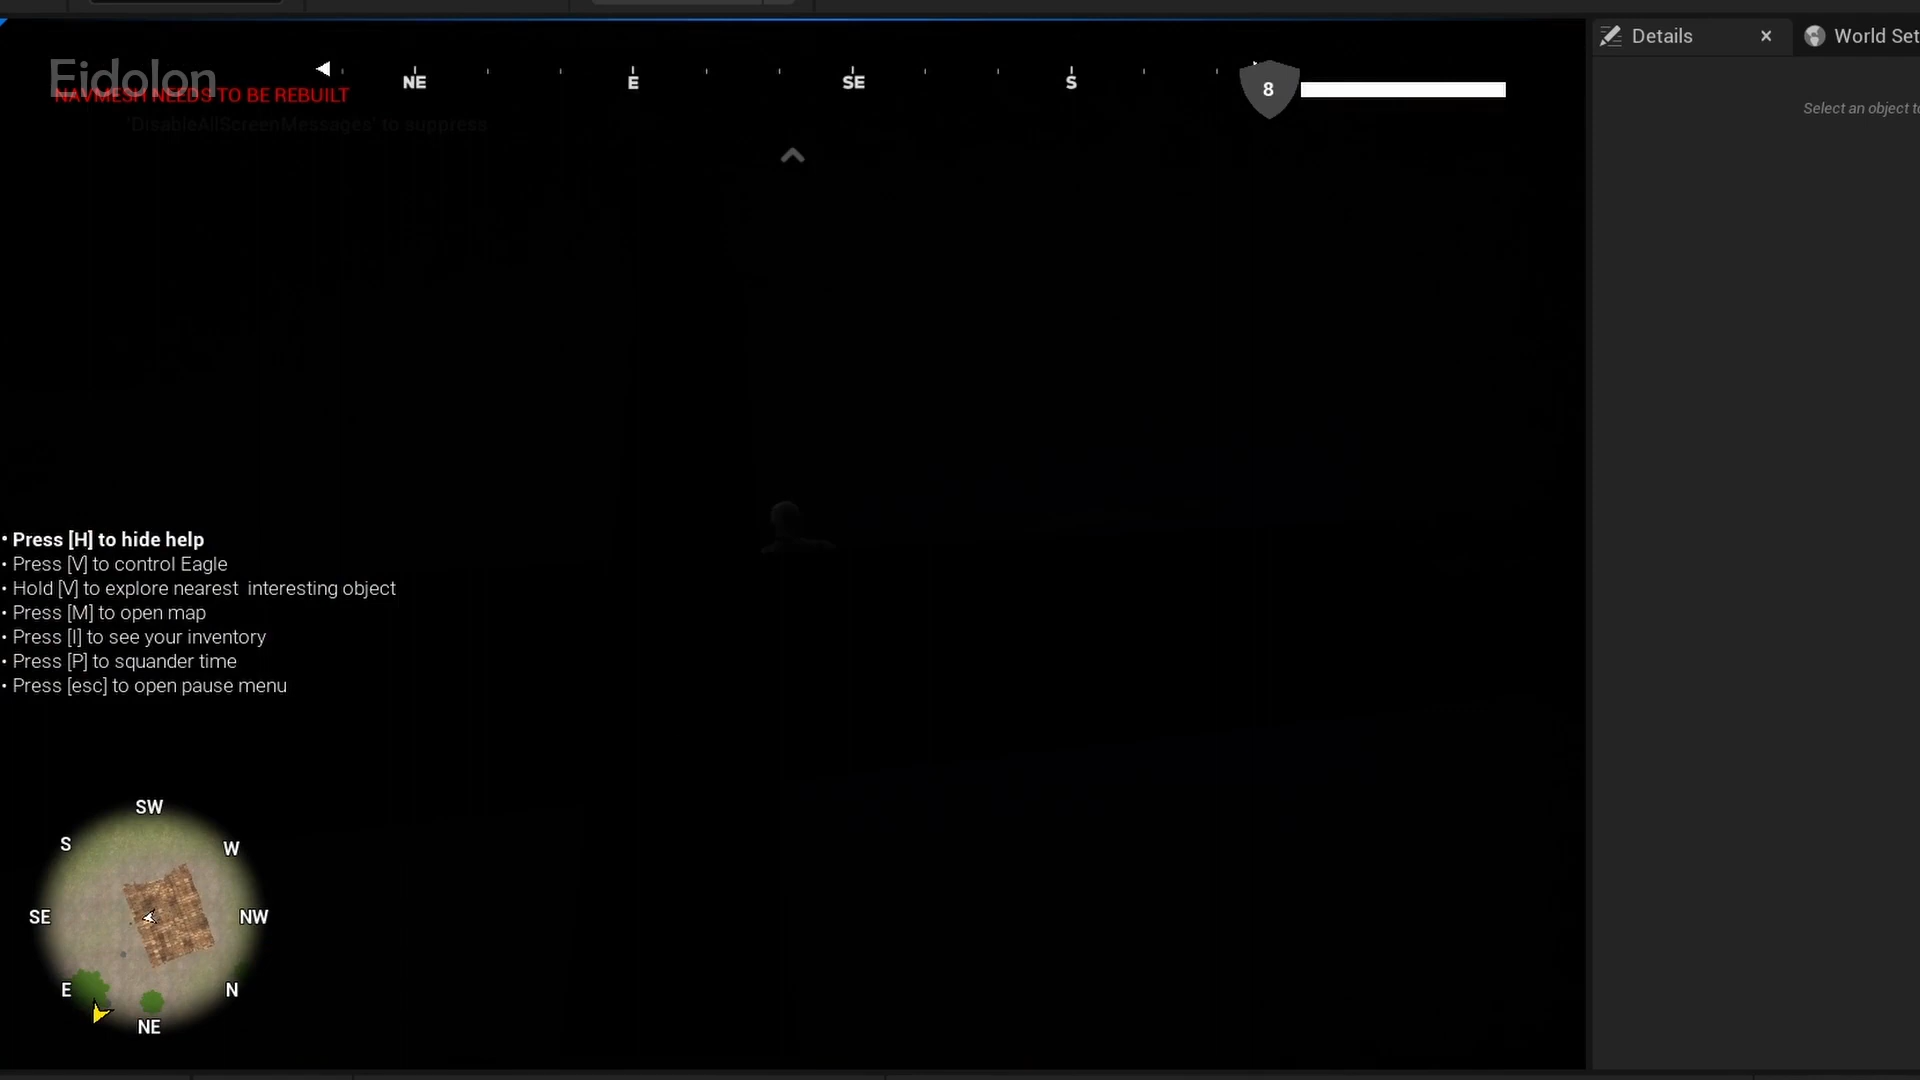 Details
World Set
Eidolon
NE
E
SE
S
8
NAVMESH NEEDS TO BE REBUILT
Select an object to
'DisableAllScreenMessages' to suppress
• Press [H] to hide help
• Press [V] to control Eagle
• Hold [V] to explore nearest interesting object
• Press [M] to open map
• Press [I] to see your inventory
• Press [P] to squander time
• Press [esc] to open pause menu
SW
S
W
SE
NW
E
N
NE